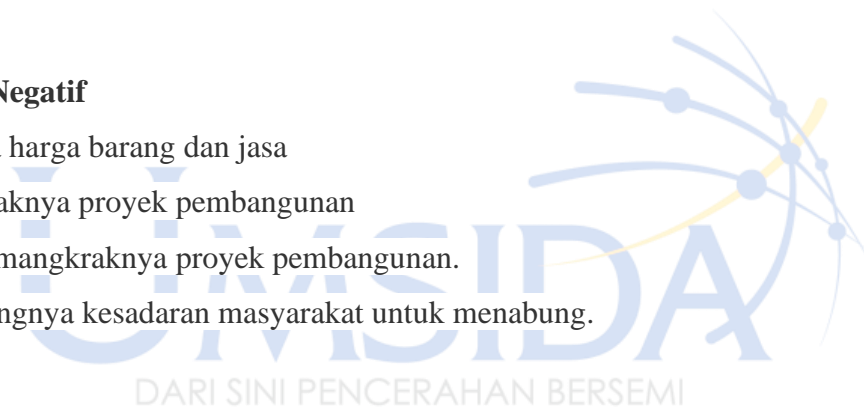 Negatif
harga barang dan jasa
aknya proyek pembangunan
mangkraknya proyek pembangunan.
ngnya kesadaran masyarakat untuk menabung.
UMSIDA
DARI SINI PENCERAHAN BERSEMI